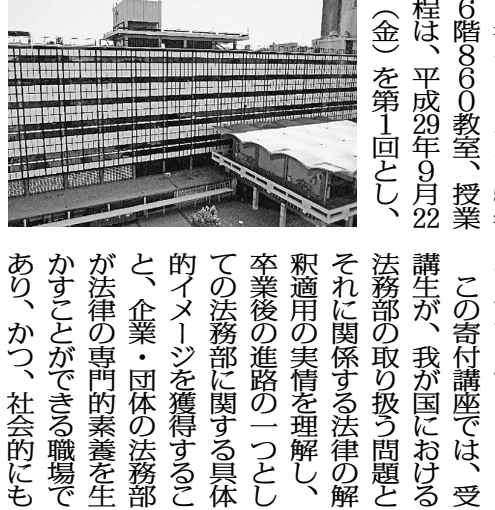 6階860教室、授業
程は、平成29年9月22
（金）を第1回とし、
この寄付講座では、受
講生が、我が国における
法務部の取り扱う問題と
それに関係する法律の解
釈適用の実情を理解し、
卒業後の進路の一つとし
ての法務部に関する具体
的イメージを獲得するこ
と、企業・団体の法務部
が法律の専門的素養を生
かすことができる職場で
あり、かつ、社会的にも